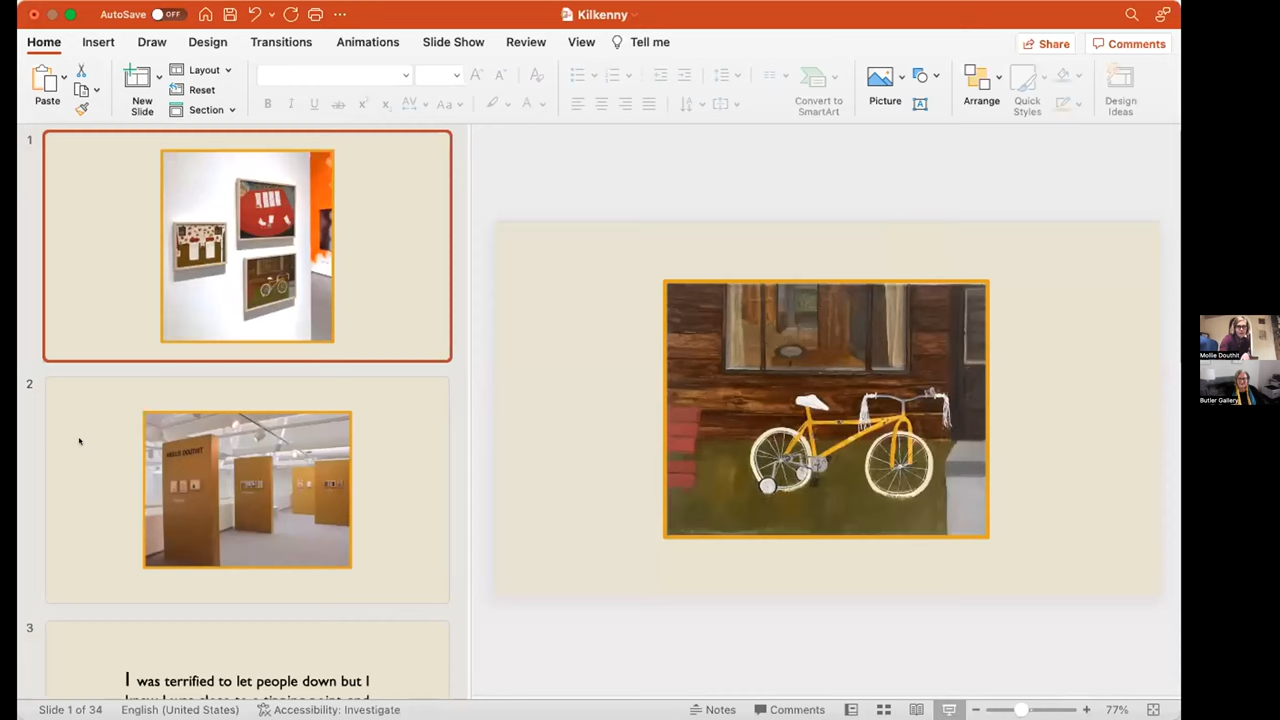 AutoSave OFF
Kilkenny
Home Insert Draw Design Transitions Animations Slide Show Review View Tell me
Share Comments
Paste
New Slide
Layout
Reset
Section
Convert to SmartArt
Picture
Arrange
Quick Styles
Design Ideas
1
2
MOLLIE DOUTHIT
3
I was terrified to let people down but I
Mollie Douthit
Butler Gallery
Slide 1 of 34 English (United States) Accessibility: Investigate Notes Comments 77%